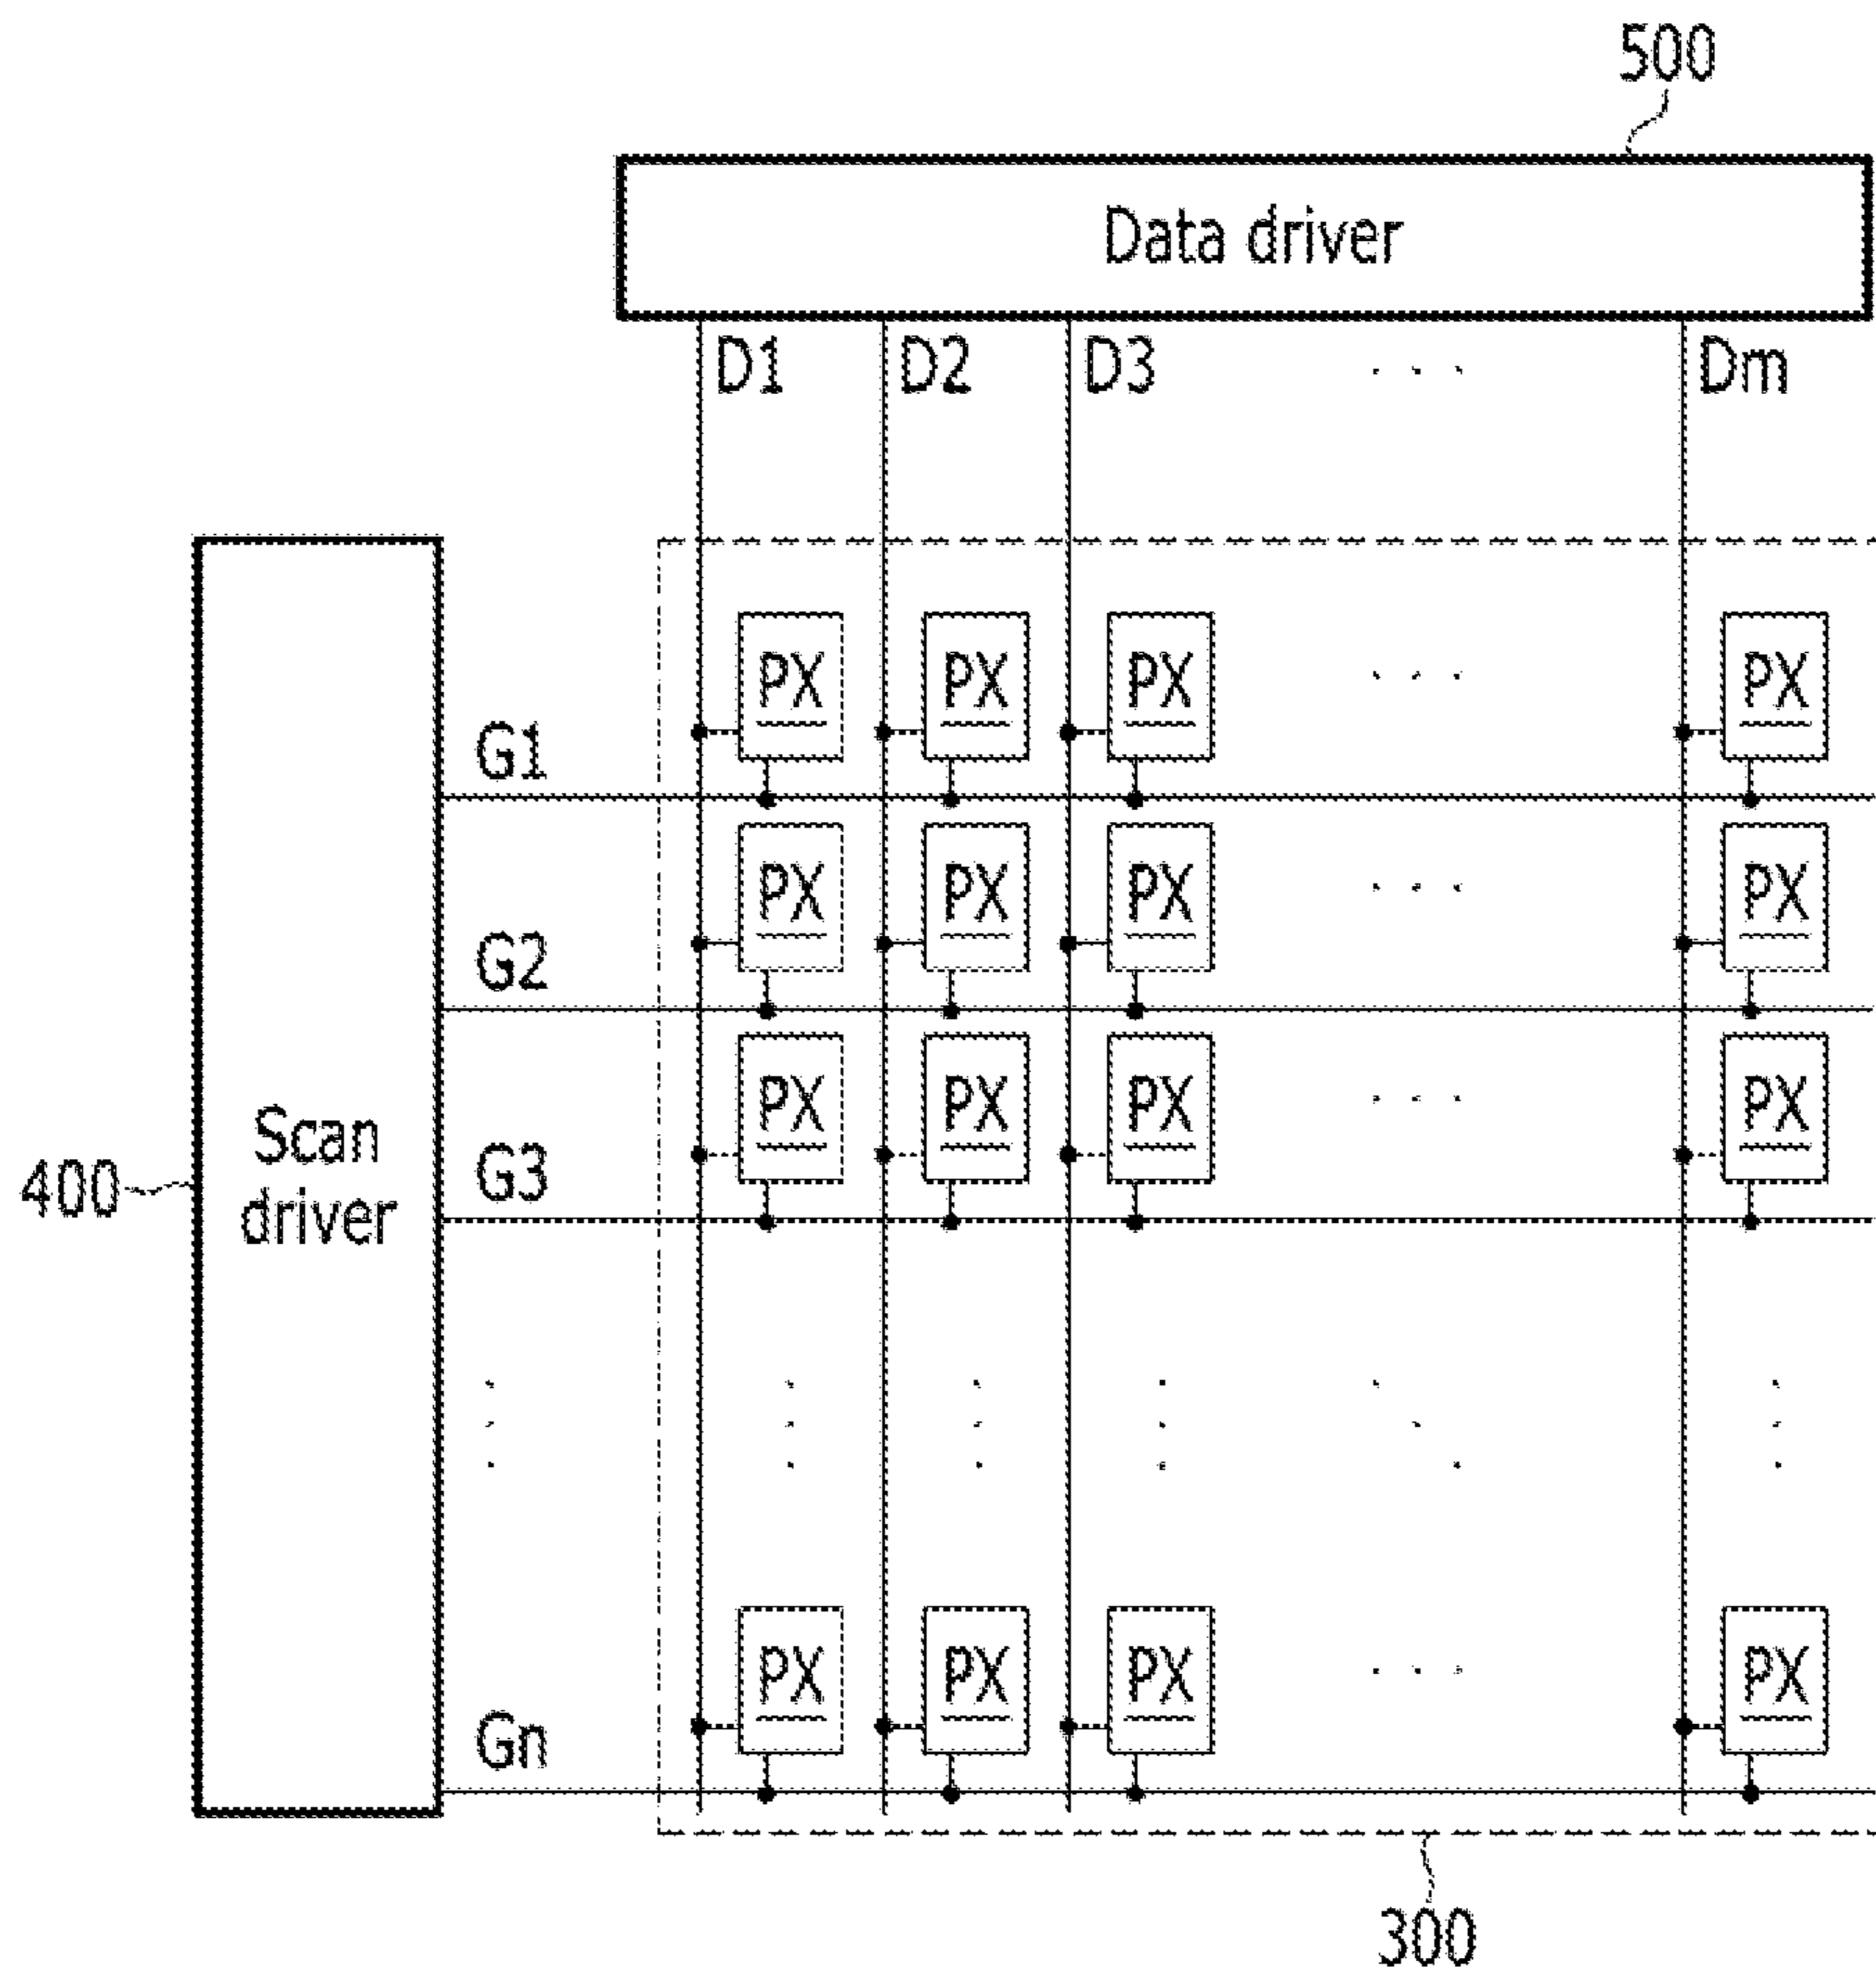 500
Data driver
D1 D2 D3 . . . Dm
PX PX PX . . . PX
G1
PX PX PX . . . PX
G2
PX PX PX . . . PX
Scan
driver
400
G3
PX PX PX . . . PX
Gn
300